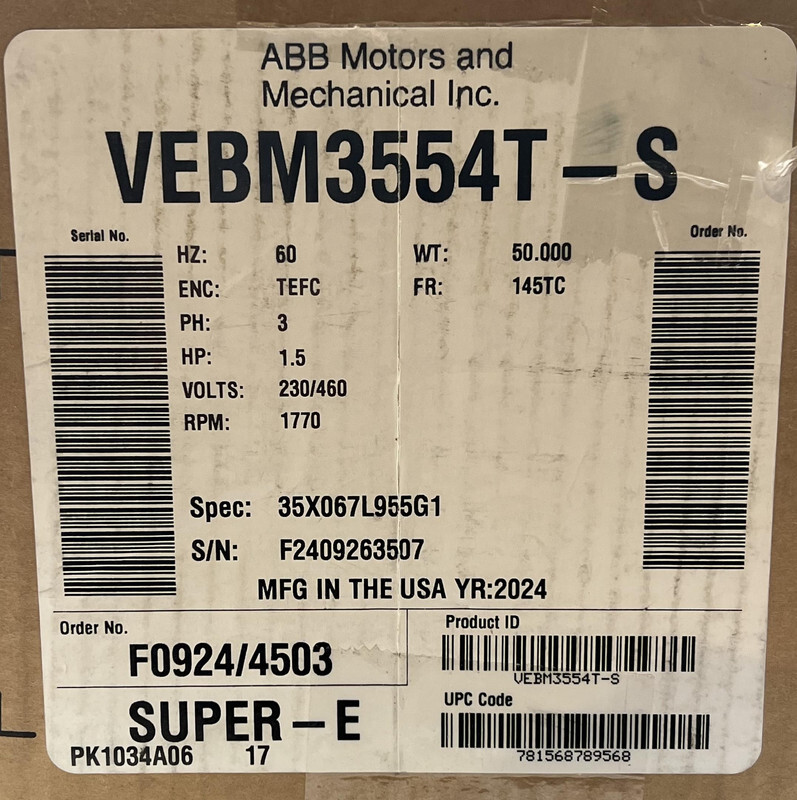 ABB Motors and
Mechanical Inc.
VEBM3554T-S
Serial No.
Order No.
HZ: 60 WT: 50.000
ENC: TEFC FR: 145TC
PH: 3
HP: 1.5
VOLTS: 230/460
RPM: 1770
Spec: 35X067L955G1
S/N: F2409263507
MFG IN THE USA YR:2024
Order No.
F0924/4503
Product ID
VEBM3554T-S
SUPER-E
PK1034A06 17
UPC Code
781568789568